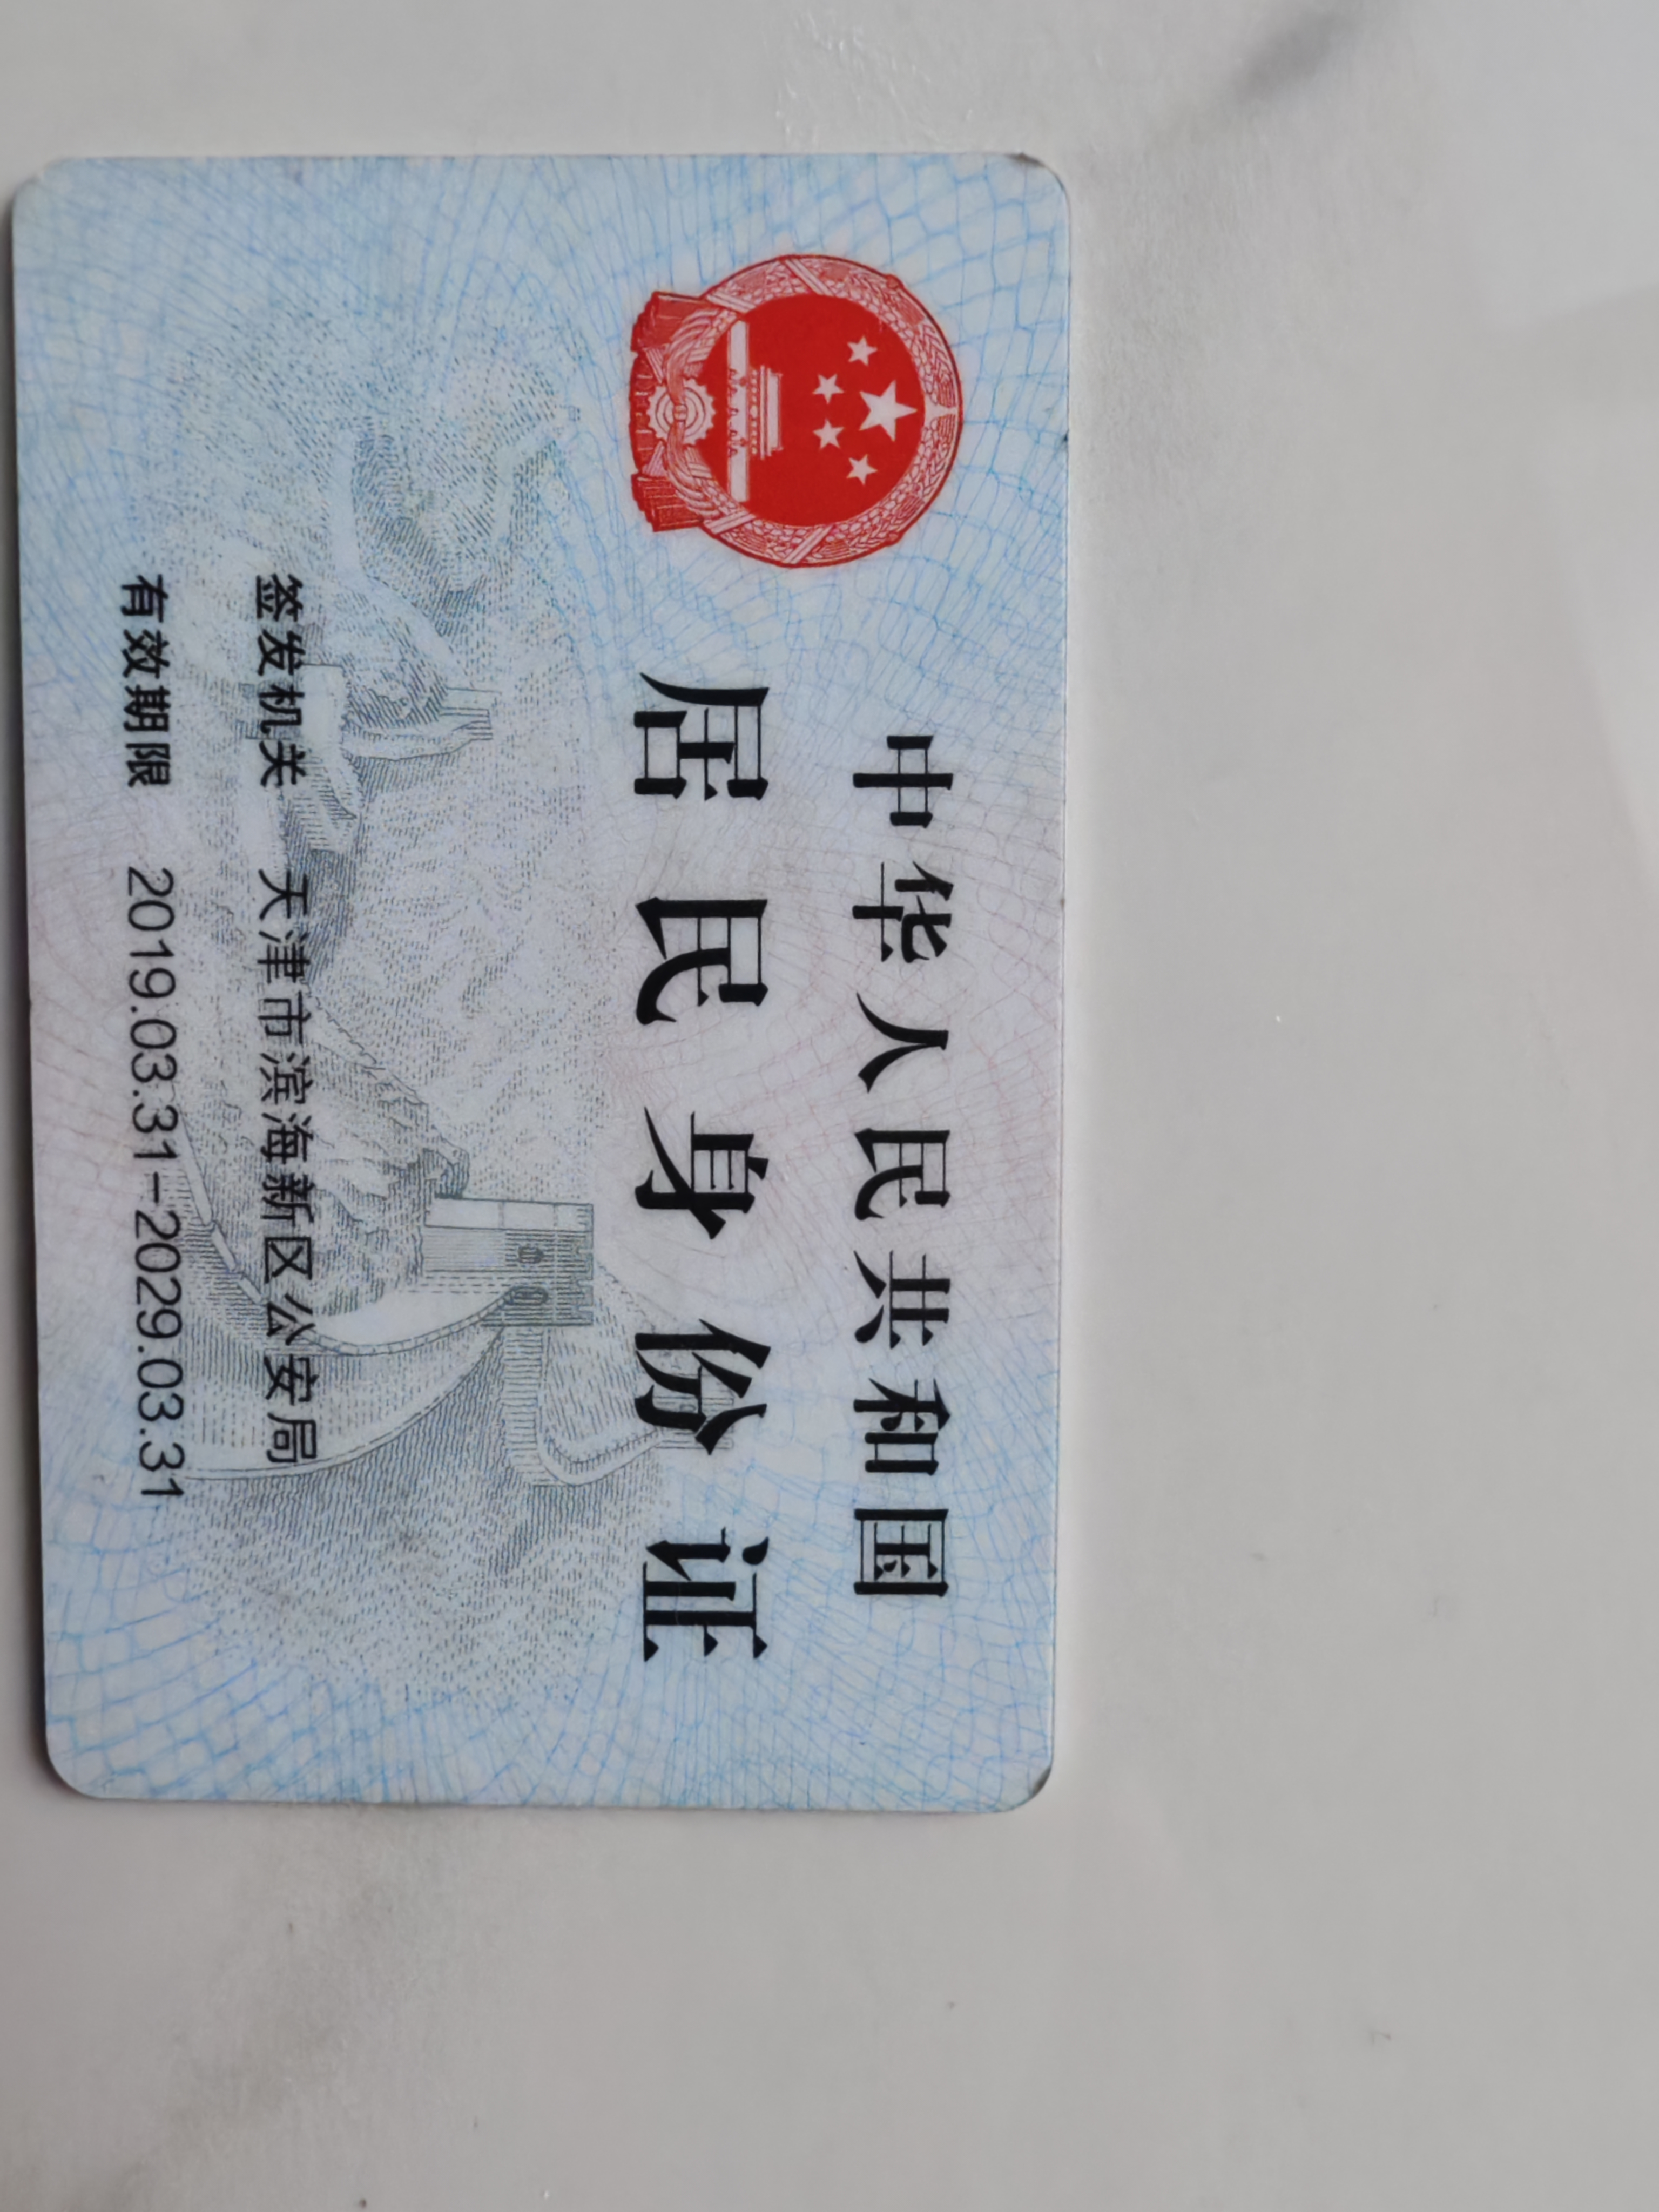 中华人民共和国
居民身份证
签发机关 天津市滨海新区公安局
有效期限 2019.03.31-2029.03.31